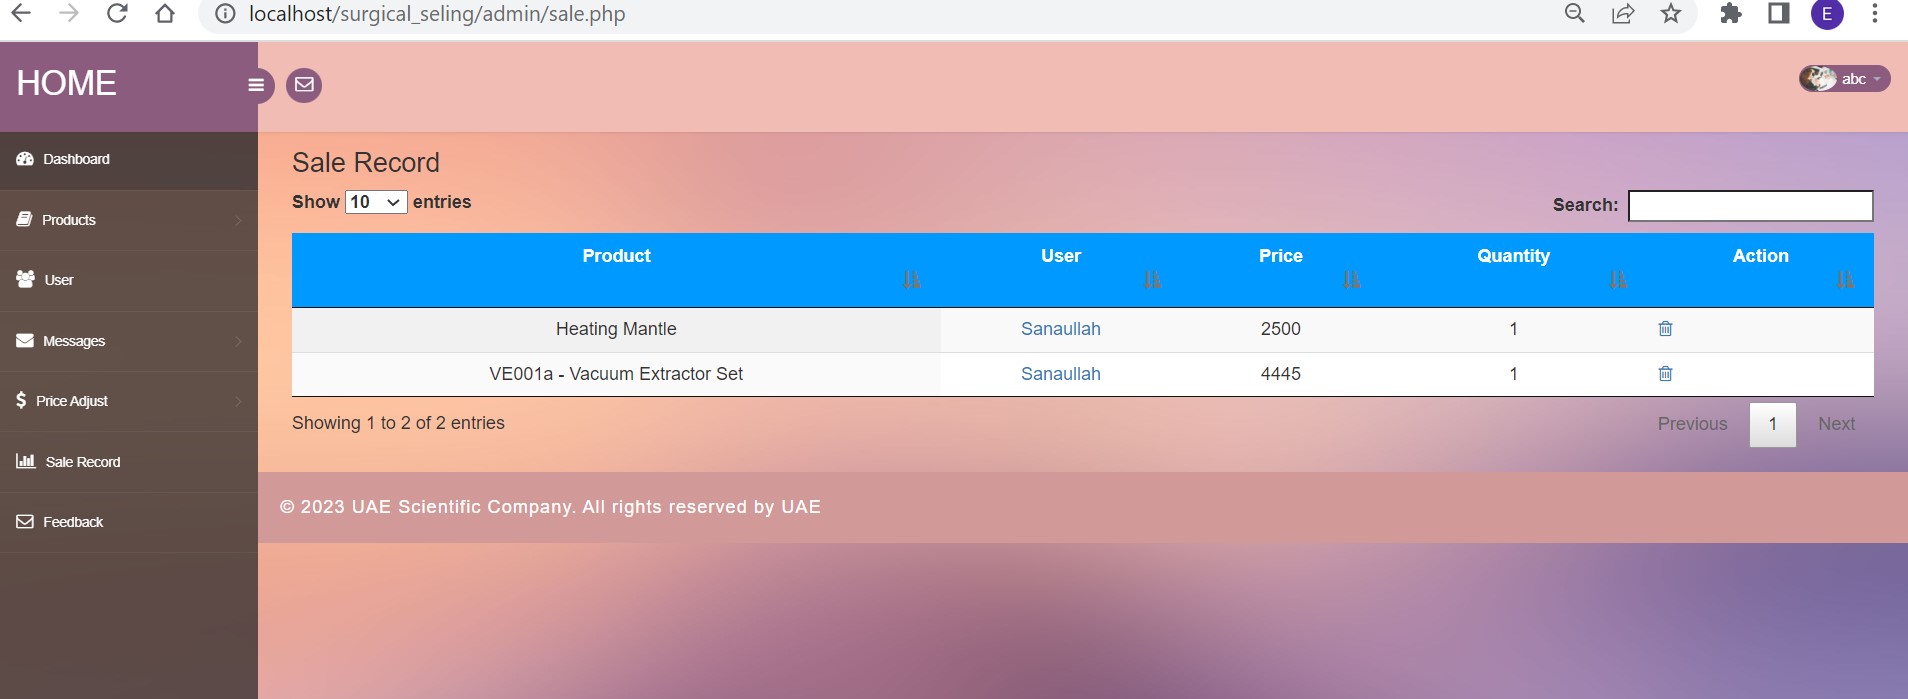 localhost/surgical_seling/admin/sale.php
E
HOME
abc
Dashboard
Products
User
Messages
Price Adjust
Sale Record
Feedback
Sale Record
Show 10 entries
Search:
Product User Price Quantity Action
Heating Mantle Sanaullah 2500 1
VE001a - Vacuum Extractor Set Sanaullah 4445 1
Showing 1 to 2 of 2 entries
Previous 1 Next
© 2023 UAE Scientific Company. All rights reserved by UAE